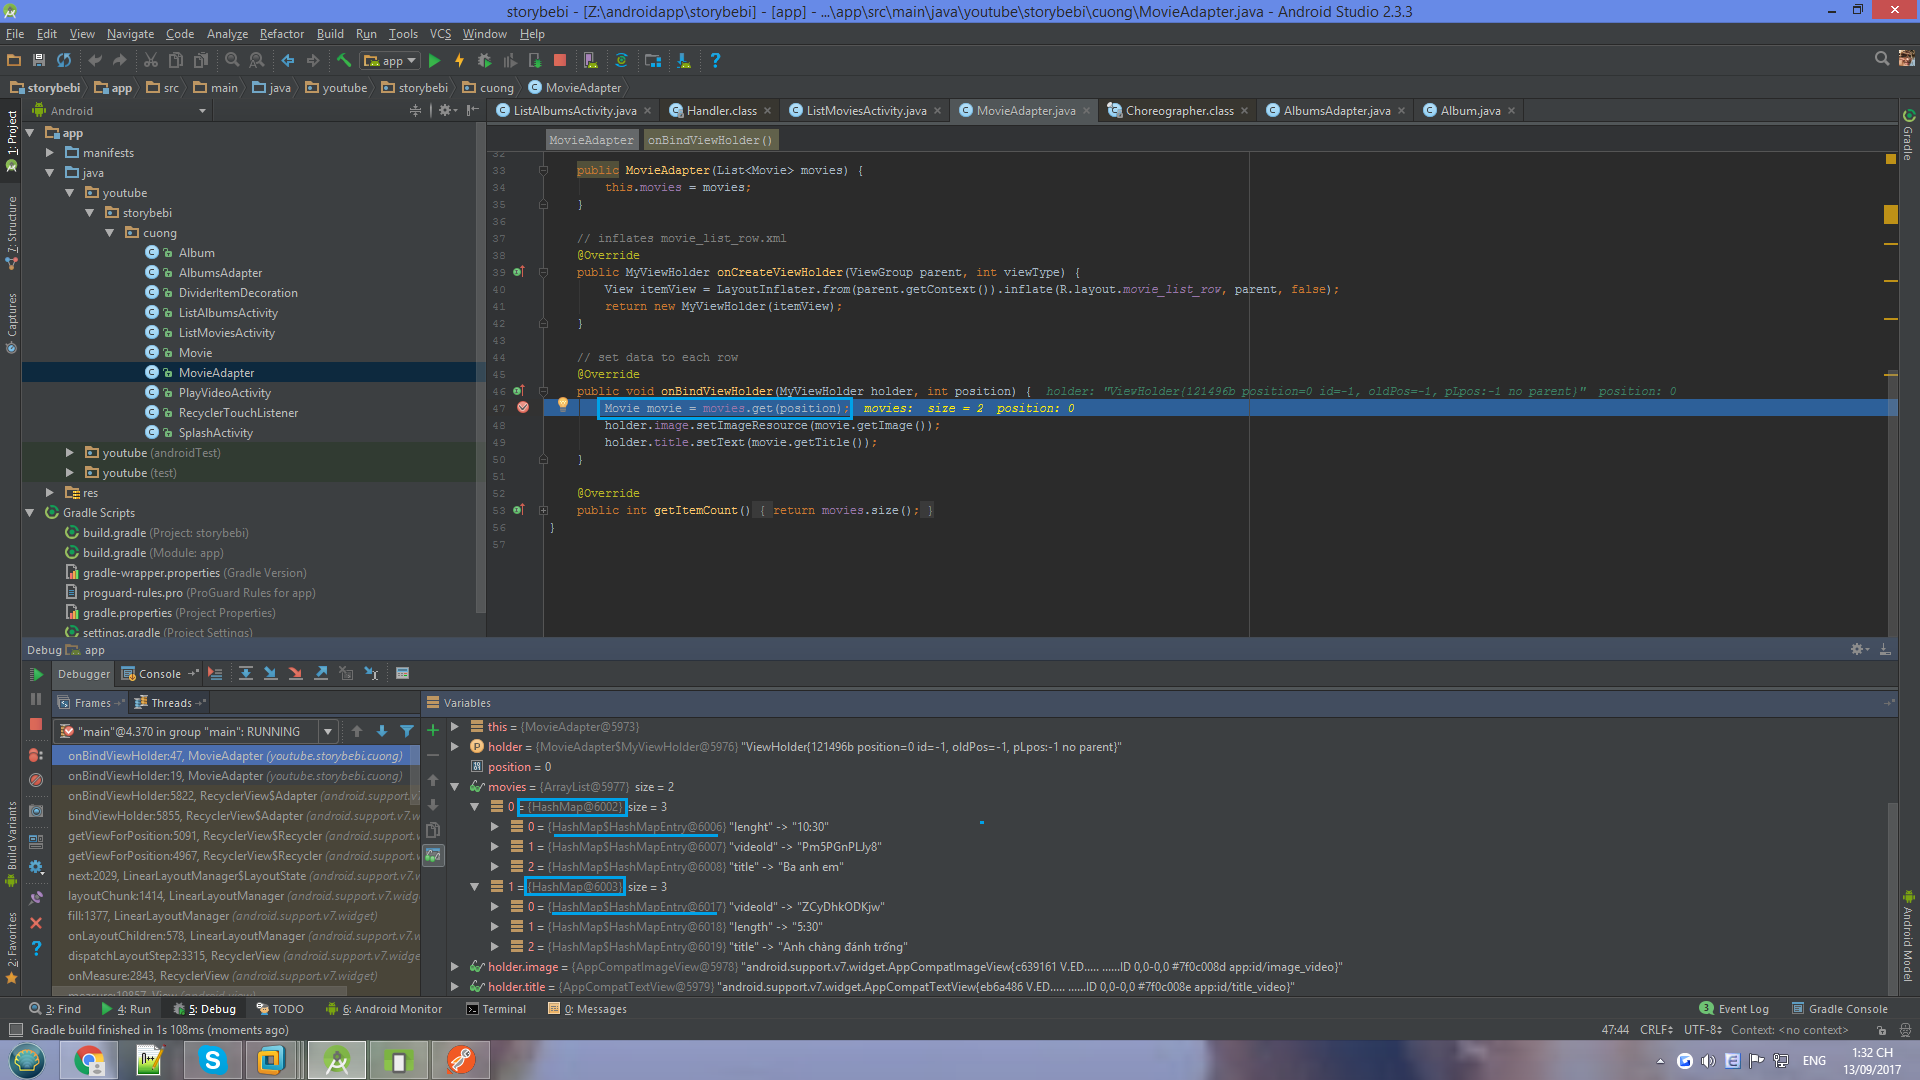 storybebi - [Z:\androidapp\storybebi] - [app] - ...\app\src\main\java\youtube\storybebi\cuong\MovieAdapter.java - Android Studio 2.3.3
File Edit View Navigate Code Analyze Refactor Build Run Tools VCS Window Help
app
storybebi app src main java youtube storybebi cuong MovieAdapter
Android
ListAlbumsActivity.java Handler.class ListMoviesActivity.java MovieAdapter.java Choreographer.class AlbumsAdapter.java Album.java
MovieAdapter onBindViewHolder()
1: Project
7: Structure
Captures
Build Variants
2: Favorites
Gradle
Android Model
app
manifests
java
youtube
storybebi
cuong
Album
AlbumsAdapter
DividerItemDecoration
ListAlbumsActivity
ListMoviesActivity
Movie
MovieAdapter
PlayVideoActivity
RecyclerTouchListener
SplashActivity
youtube (androidTest)
youtube (test)
res
Gradle Scripts
build.gradle (Project: storybebi)
build.gradle (Module: app)
gradle-wrapper.properties (Gradle Version)
proguard-rules.pro (ProGuard Rules for app)
gradle.properties (Project Properties)
settings.gradle (Project Settings)
32
33 public MovieAdapter(List<Movie> movies) {
34 this.movies = movies;
35 }
36
37 // inflates movie_list_row.xml
38 @Override
39 public MyViewHolder onCreateViewHolder(ViewGroup parent, int viewType) {
40 View itemView = LayoutInflater.from(parent.getContext()).inflate(R.layout.movie_list_row, parent, false);
41 return new MyViewHolder(itemView);
42 }
43
44 // set data to each row
45 @Override
46 public void onBindViewHolder(MyViewHolder holder, int position) { holder: "ViewHolder{121496b position=0 id=-1, oldPos=-1, pLpos:-1 no parent}" position: 0
47 Movie movie = movies.get(position); movies: size = 2 position: 0
48 holder.image.setImageResource(movie.getImage());
49 holder.title.setText(movie.getTitle());
50 }
51
52 @Override
53 public int getItemCount() { return movies.size(); }
56 }
57
Debug app
Debugger Console
Frames Threads
"main"@4.370 in group "main": RUNNING
onBindViewHolder:47, MovieAdapter (youtube.storybebi.cuong)
onBindViewHolder:19, MovieAdapter (youtube.storybebi.cuong)
onBindViewHolder:5822, RecyclerView$Adapter (android.support.v7
bindViewHolder:5855, RecyclerView$Adapter (android.support.v7.w
getViewForPosition:5091, RecyclerView$Recycler (android.support
getViewForPosition:4967, RecyclerView$Recycler (android.support
next:2029, LinearLayoutManager$LayoutState (android.support.v7
layoutChunk:1414, LinearLayoutManager (android.support.v7.widge
fill:1377, LinearLayoutManager (android.support.v7.widget)
onLayoutChildren:578, LinearLayoutManager (android.support.v7.w
dispatchLayoutStep2:3315, RecyclerView (android.support.v7.widge
onMeasure:2843, RecyclerView (android.support.v7.widget)
measure:19857, View (android.view)
Variables
this = {MovieAdapter@5973}
holder = {MovieAdapter$MyViewHolder@5976} "ViewHolder{121496b position=0 id=-1, oldPos=-1, pLpos:-1 no parent}"
position = 0
movies = {ArrayList@5977} size = 2
0 = {HashMap@6002} size = 3
0 = {HashMap$HashMapEntry@6006} "lenght" -> "10:30"
1 = {HashMap$HashMapEntry@6007} "videoId" -> "Pm5PGnPLJy8"
2 = {HashMap$HashMapEntry@6008} "title" -> "Ba anh em"
1 = {HashMap@6003} size = 3
0 = {HashMap$HashMapEntry@6017} "videoId" -> "ZCyDhkODKjw"
1 = {HashMap$HashMapEntry@6018} "length" -> "5:30"
2 = {HashMap$HashMapEntry@6019} "title" -> "Anh chàng đánh trống"
holder.image = {AppCompatImageView@5978} "android.support.v7.widget.AppCompatImageView{c639161 V.ED..... ......ID 0,0-0,0 #7f0c008d app:id/image_video}"
holder.title = {AppCompatTextView@5979} "android.support.v7.widget.AppCompatTextView{eb6a486 V.ED..... ......ID 0,0-0,0 #7f0c008e app:id/title_video}"
3: Find 4: Run 5: Debug TODO 6: Android Monitor Terminal 0: Messages 3 Event Log Gradle Console
Gradle build finished in 1s 108ms (moments ago) 47:44 CRLF UTF-8 Context: <no context>
ENG 1:32 CH
13/09/2017